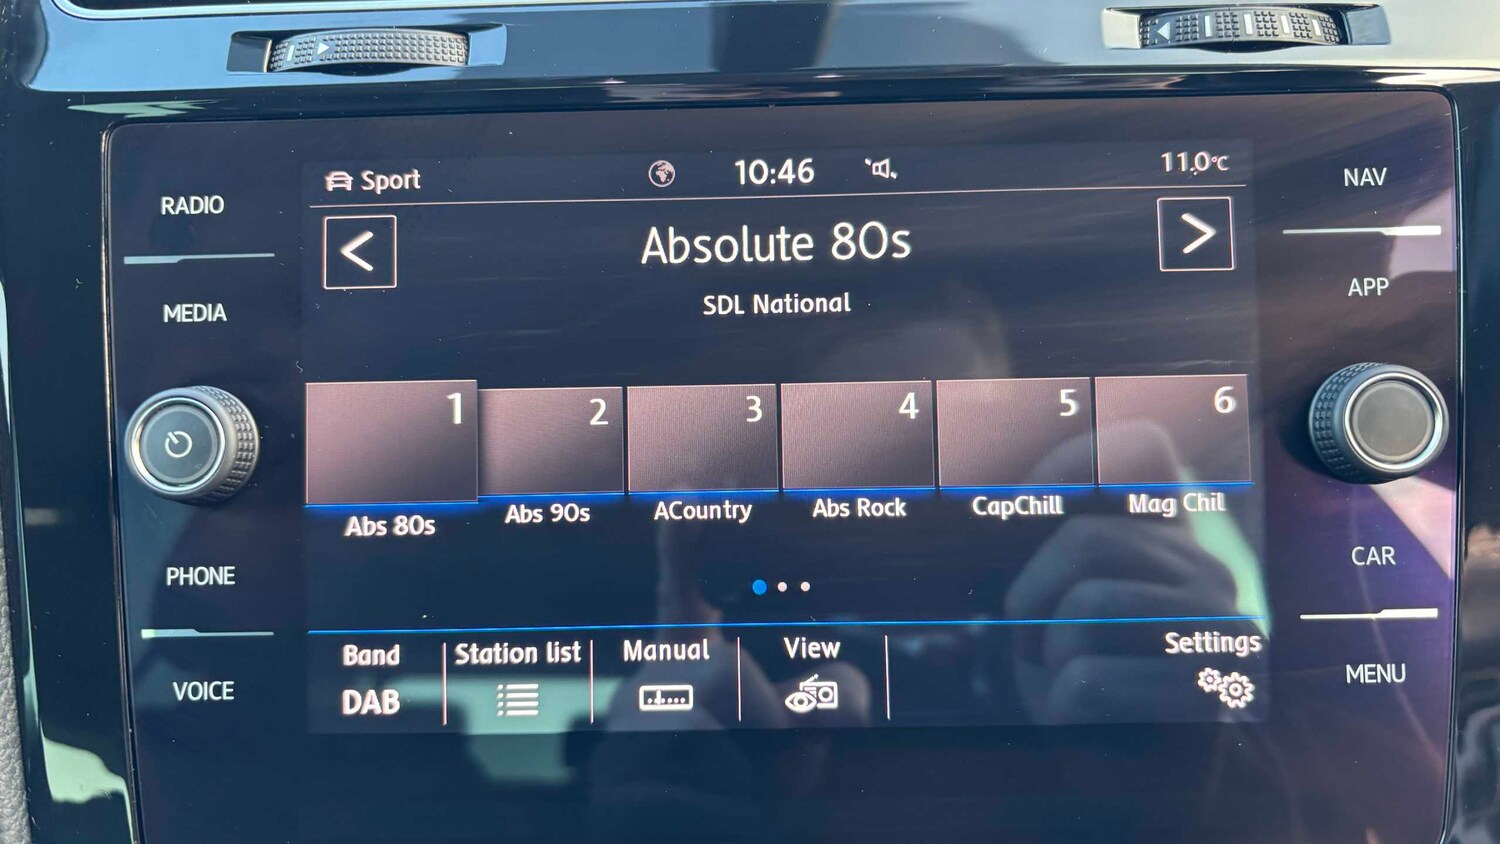 RADIO
MEDIA
PHONE
VOICE
Sport 10:46 11.0°C
< Absolute 80s >
SDL National
1 2 3 4 5 6
Abs 80s Abs 90s ACountry Abs Rock CapChill Mag Chil
Band Station list Manual View Settings
DAB
NAV
APP
CAR
MENU